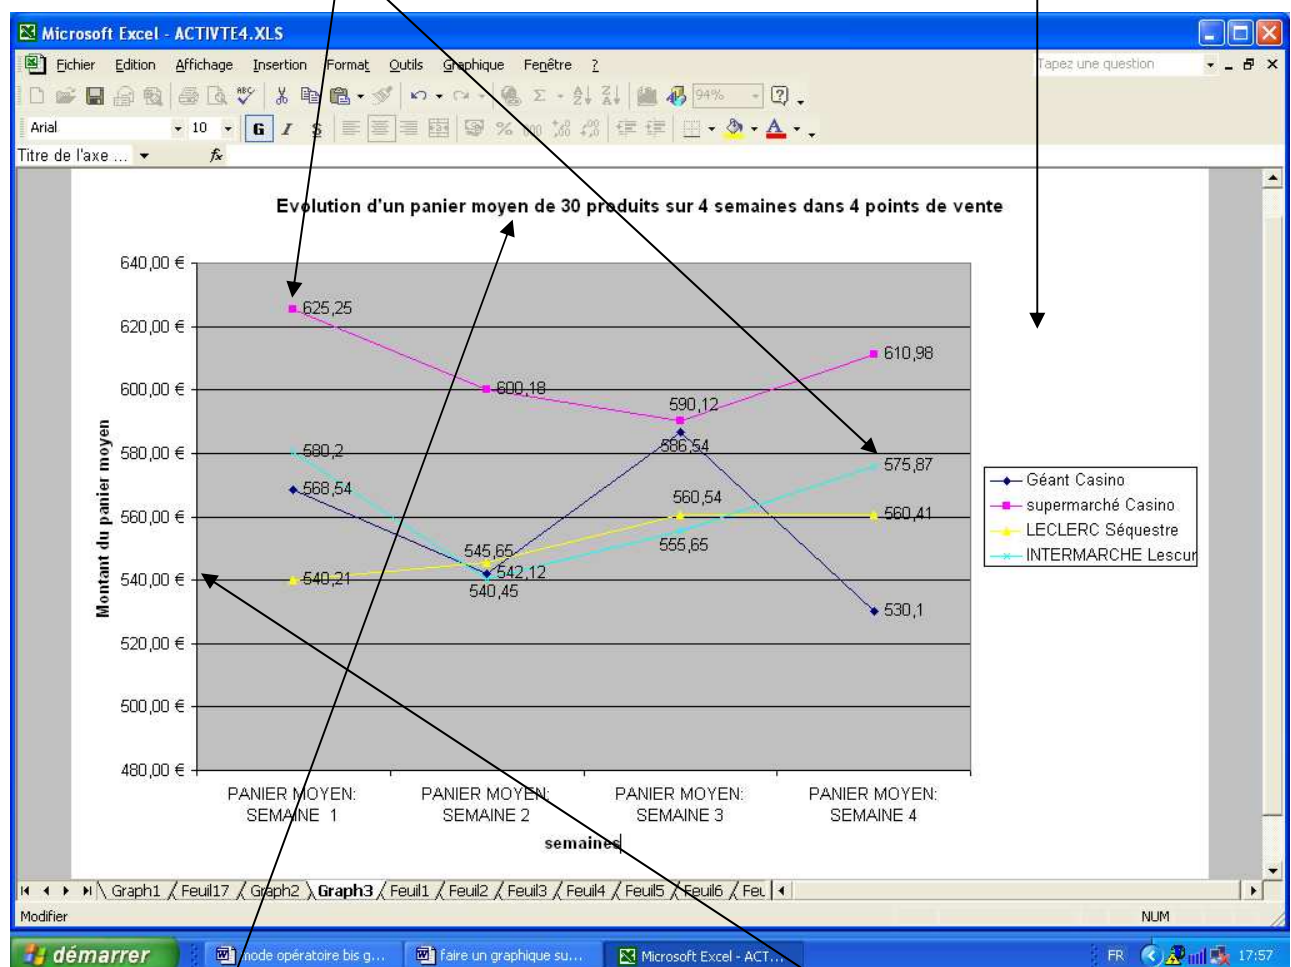 Microsoft Excel - ACTIVTE4.XLS
Fichier Edition Affichage Insertion Format Outils Graphique Fenêtre ?
Tapez une question
94%
Arial 10 G I S
Titre de l'axe ... fx
Evolution d'un panier moyen de 30 produits sur 4 semaines dans 4 points de vente
640,00 €
620,00 €
600,00 €
580,00 €
560,00 €
540,00 €
520,00 €
500,00 €
480,00 €
Montant du panier moyen
625,25
600,18
590,12
610,98
580,2
568,54
586,54
575,87
560,54
560,41
545,65
555,65
540,21
542,12
540,45
530,1
Géant Casino
supermarché Casino
LECLERC Séquestre
INTERMARCHE Lescur
PANIER MOYEN: SEMAINE 1
PANIER MOYEN: SEMAINE 2
PANIER MOYEN: SEMAINE 3
PANIER MOYEN: SEMAINE 4
semaines
Graph1 Feuil17 Graph2 Graph3 Feuil1 Feuil2 Feuil3 Feuil4 Feuil5 Feuil6 Feu
Modifier
NUM
démarrer
mode opératoire bis g...
faire un graphique su...
Microsoft Excel - ACT...
FR
17:57